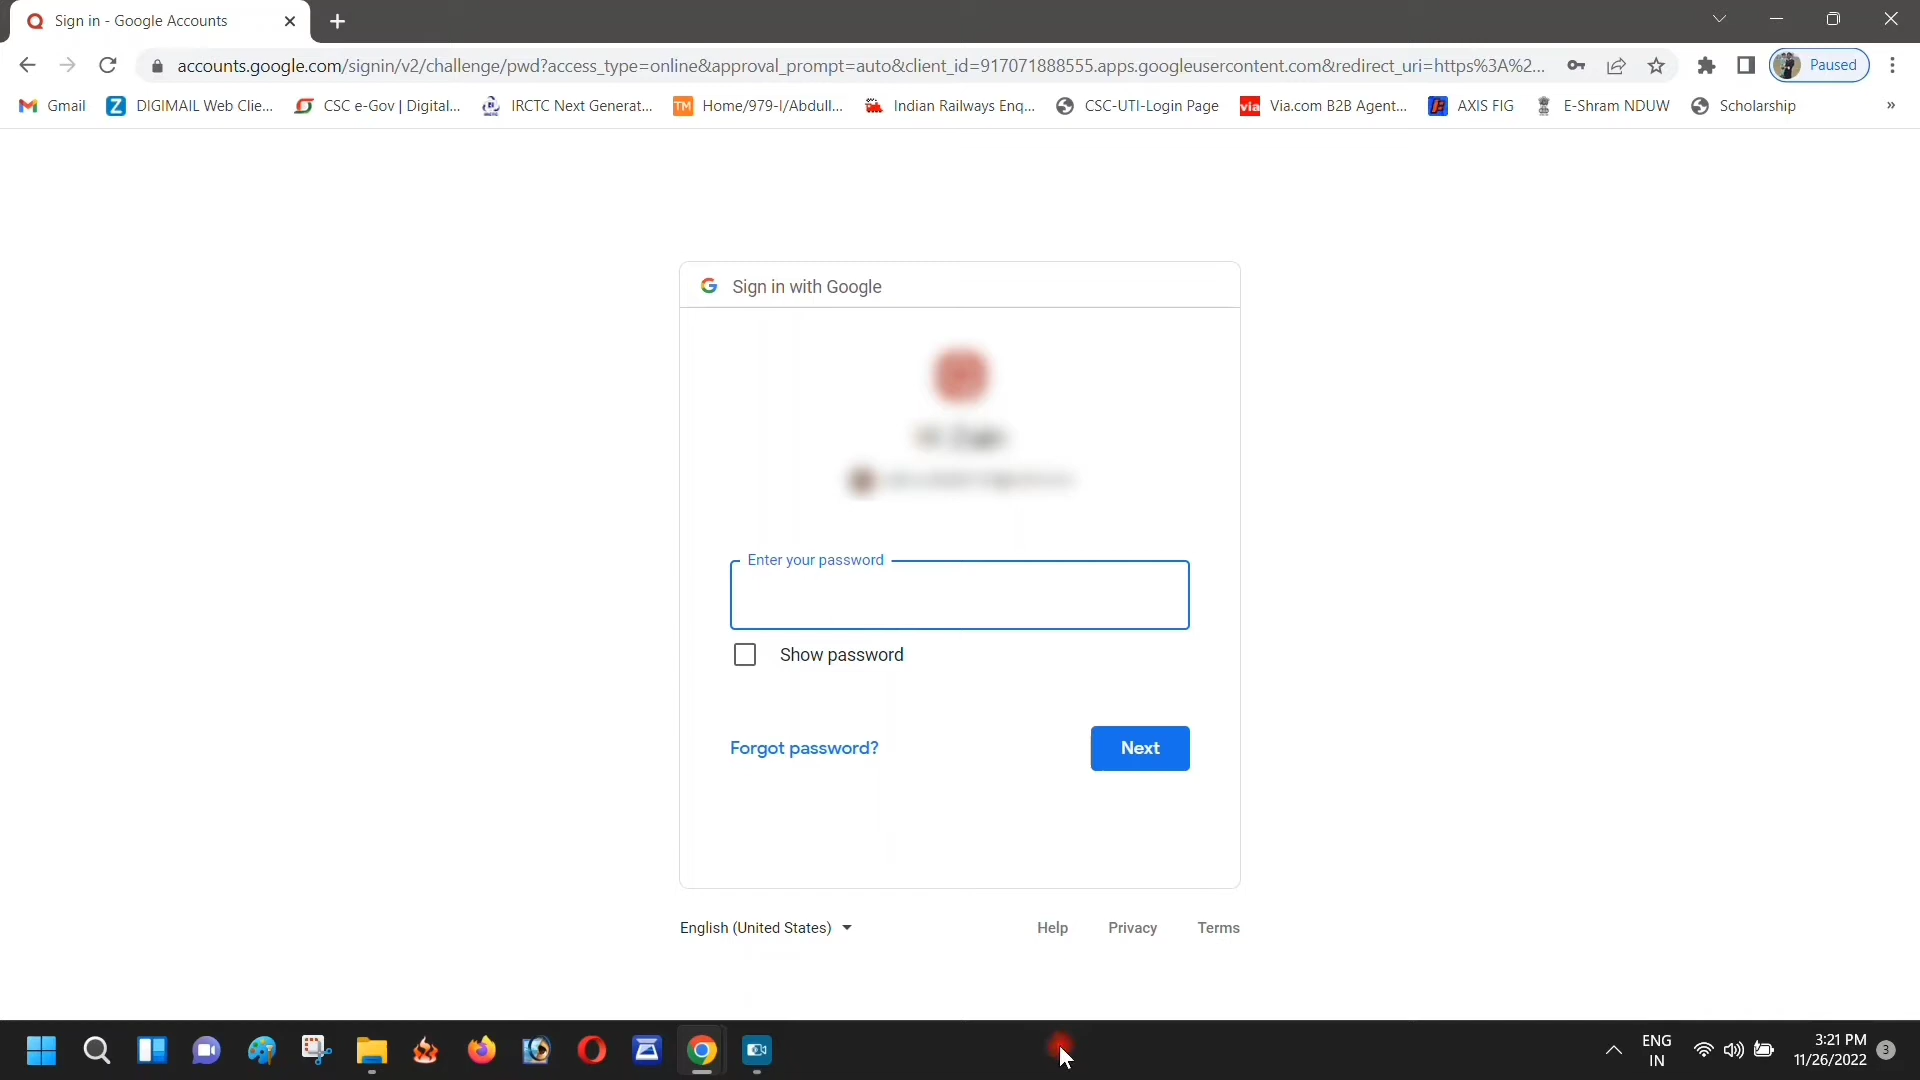 Sign in - Google Accounts
accounts.google.com/signin/v2/challenge/pwd?access_type=online&approval_prompt=auto&client_id=917071888555.apps.googleusercontent.com&redirect_uri=https%3A%2...
Paused
Gmail
DIGIMAIL Web Clie...
CSC e-Gov | Digital...
IRCTC Next Generat...
TM Home/979-I/Abdull...
Indian Railways Enq...
CSC-UTI-Login Page
via Via.com B2B Agent...
AXIS FIG
E-Shram NDUW
Scholarship
»
Sign in with Google
Enter your password
Show password
Forgot password?
Next
English (United States)
Help
Privacy
Terms
ENG
IN
3:21 PM
11/26/2022
3